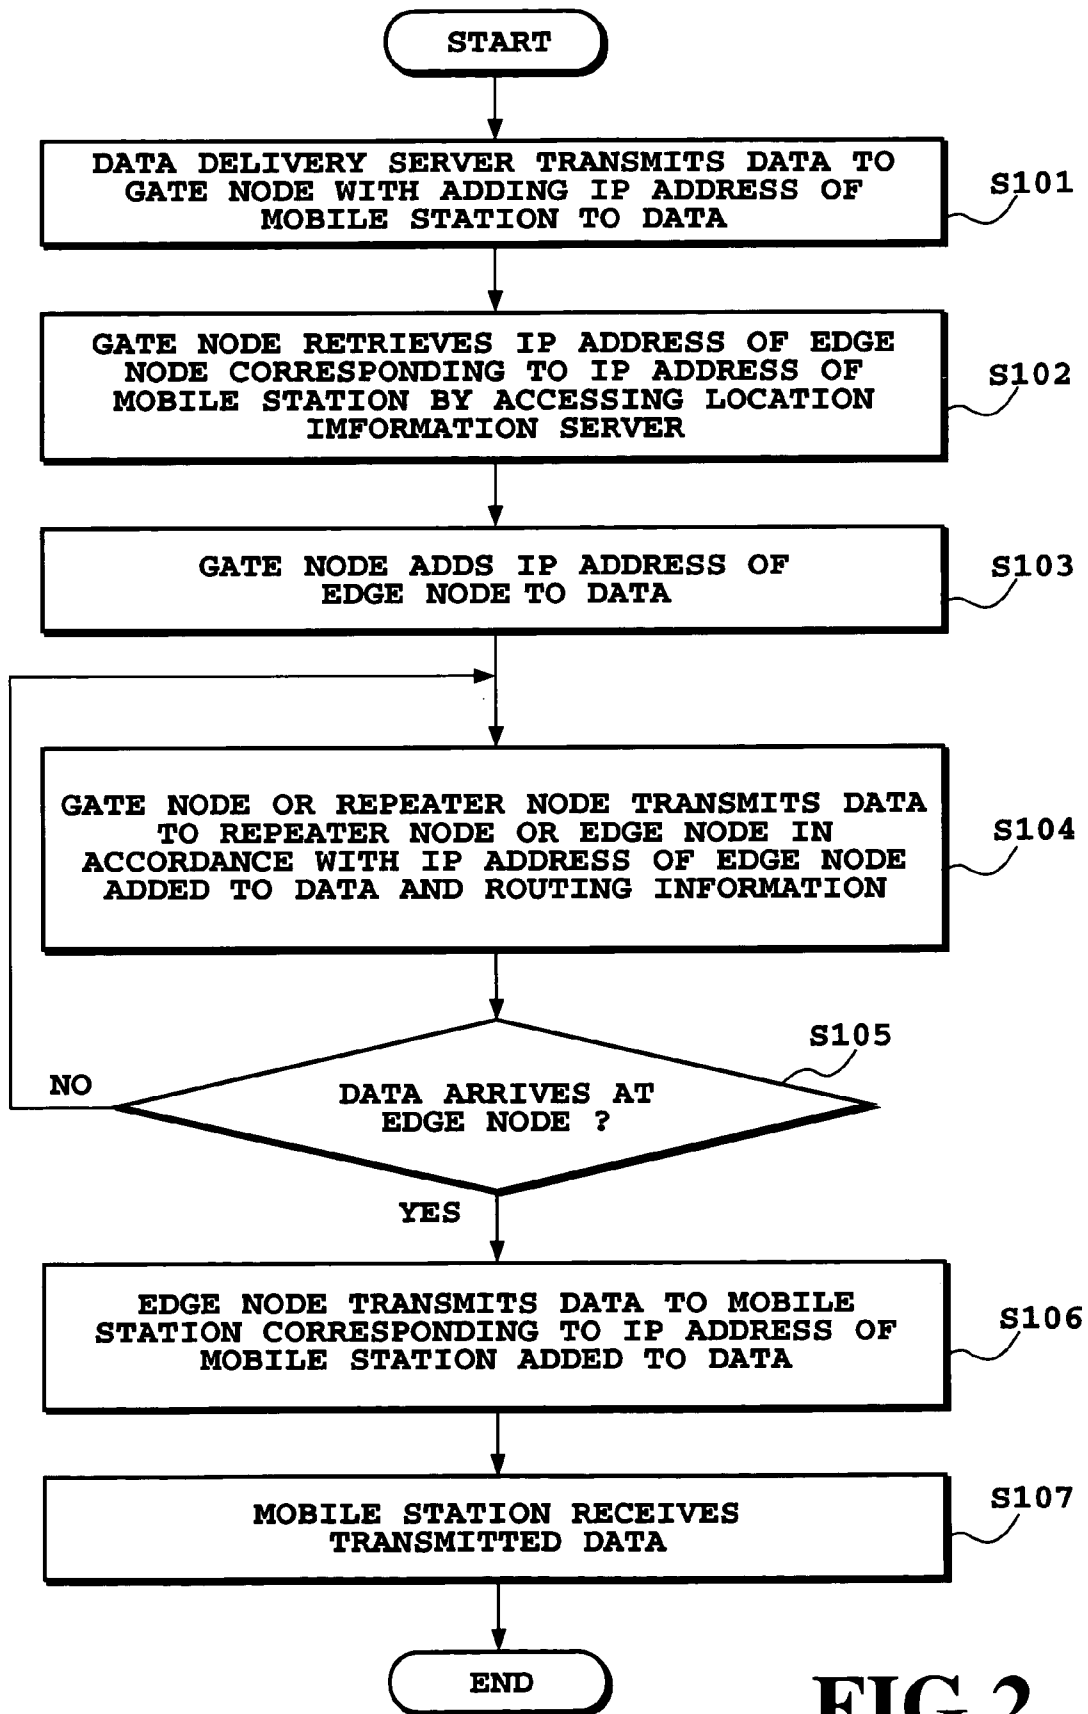 START
DATA DELIVERY SERVER TRANSMITS DATA TO
GATE NODE WITH ADDING IP ADDRESS OF
MOBILE STATION TO DATA
S101
GATE NODE RETRIEVES IP ADDRESS OF EDGE
NODE CORRESPONDING TO IP ADDRESS OF
MOBILE STATION BY ACCESSING LOCATION
IMFORMATION SERVER
S102
GATE NODE ADDS IP ADDRESS OF
EDGE NODE TO DATA
S103
GATE NODE OR REPEATER NODE TRANSMITS DATA
TO REPEATER NODE OR EDGE NODE IN
ACCORDANCE WITH IP ADDRESS OF EDGE NODE
ADDED TO DATA AND ROUTING INFORMATION
S104
S105
NO
DATA ARRIVES AT
EDGE NODE ?
YES
EDGE NODE TRANSMITS DATA TO MOBILE
STATION CORRESPONDING TO IP ADDRESS OF
MOBILE STATION ADDED TO DATA
S106
MOBILE STATION RECEIVES
TRANSMITTED DATA
S107
END
FIG.2